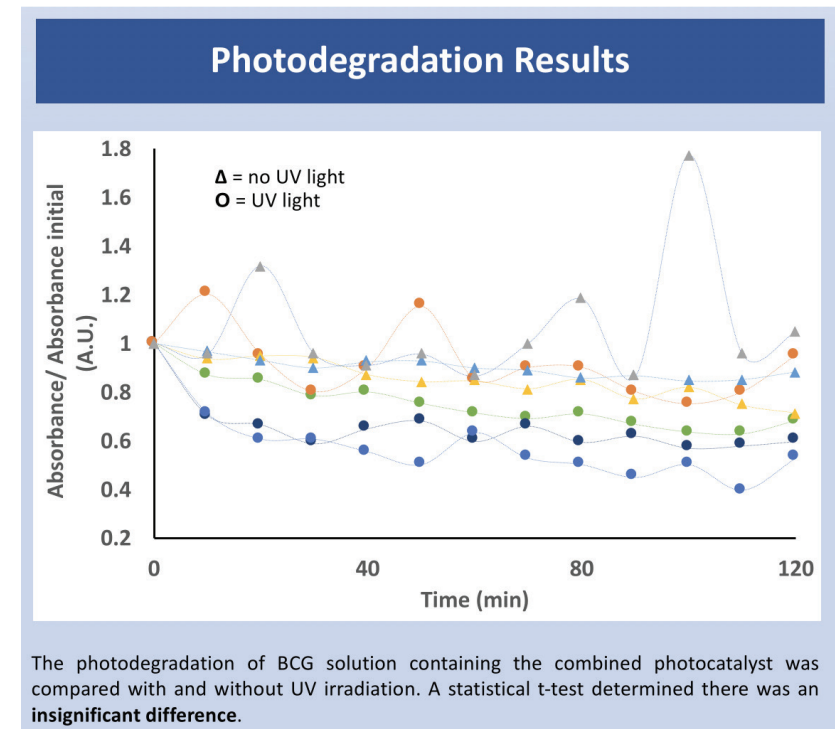 Photodegradation Results
Δ = no UV light
O = UV light
Absorbance/ Absorbance initial
(A.U.)
1.8
1.6
1.4
1.2
1
0.8
0.6
0.4
0.2
0
40
80
120
Time (min)
The photodegradation of BCG solution containing the combined photocatalyst was
compared with and without UV irradiation. A statistical t-test determined there was an
insignificant difference.